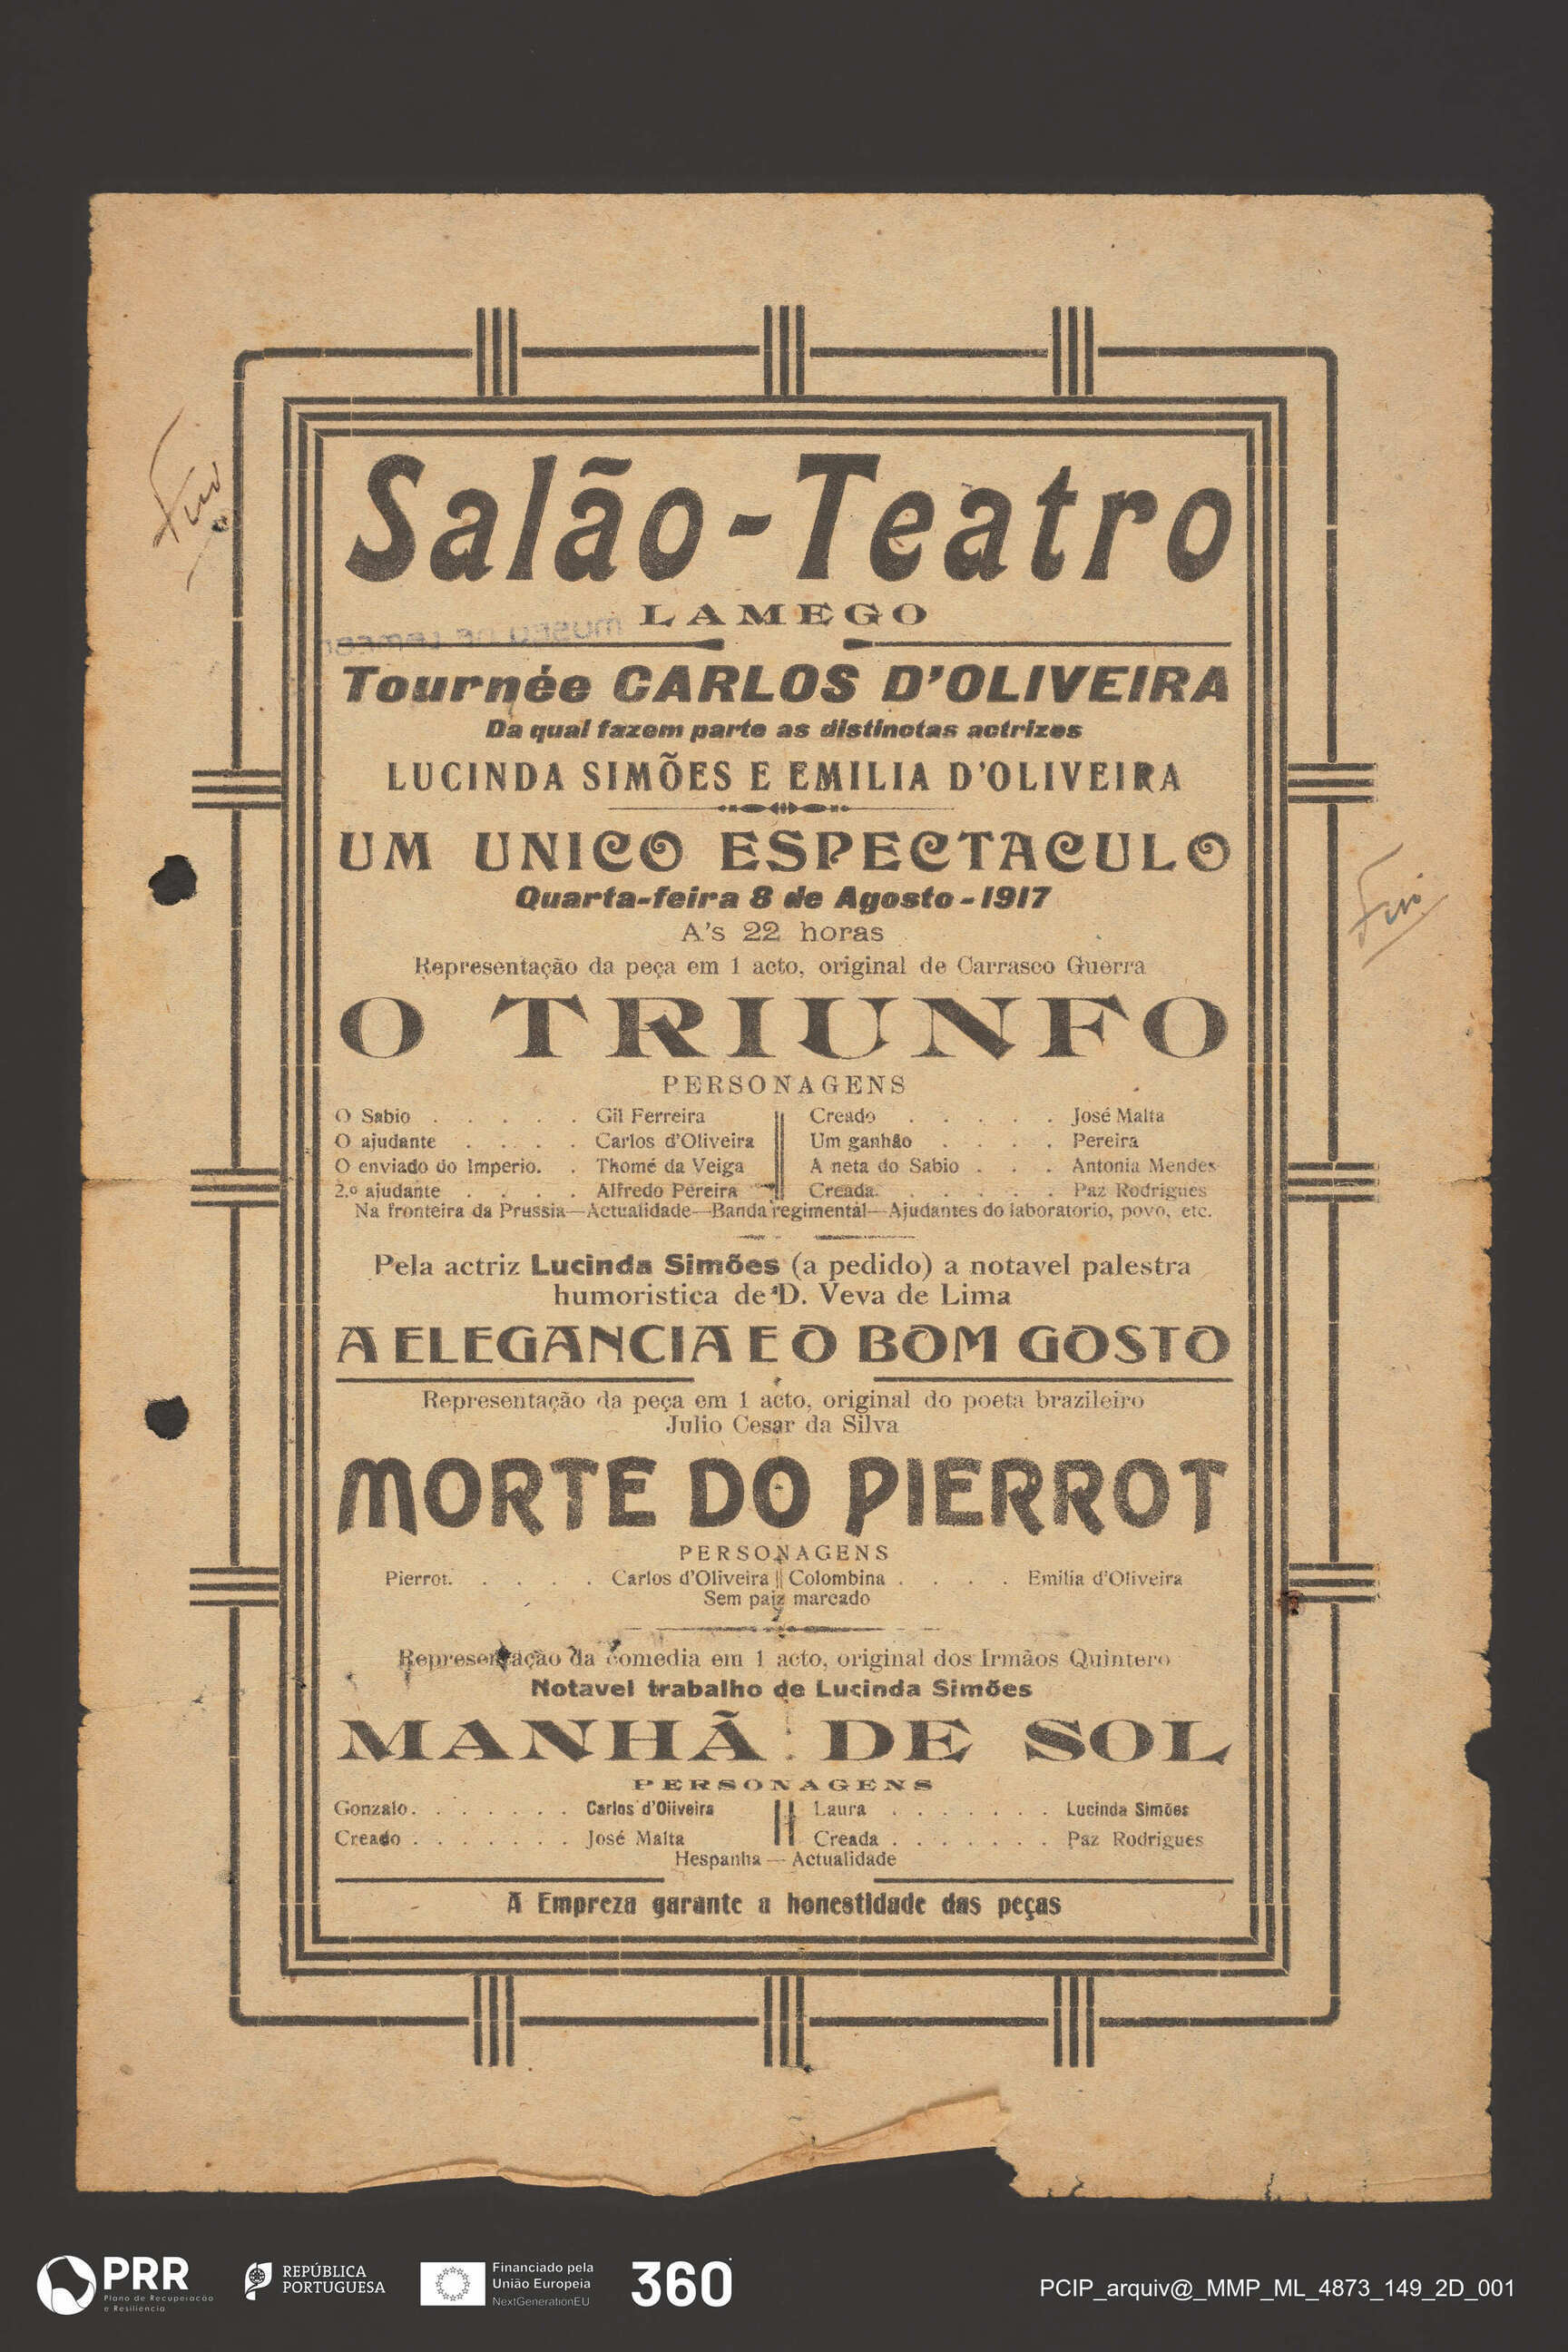 Salão-Teatro
LAMEGO
museu de Lamego
Tournée CARLOS D'OLIVEIRA
Da qual fazem parte as distinctas actrizes
LUCINDA SIMÕES E EMILIA D'OLIVEIRA
UM UNICO ESPECTACULO
Quarta-feira 8 de Agosto-1917
A's 22 horas
Representação da peça em 1 acto, original de Carrasco Guerra
O TRIUNFO
PERSONAGENS
O Sabio . . . . . Gil Ferreira || Creado . . . . . José Malta
O ajudante . . . . Carlos d'Oliveira || Um ganhão . . . . Pereira
O enviado do Imperio. . Thomé da Veiga || A neta do Sabio . . . Antonia Mendes
2.º ajudante . . . . Alfredo Pereira || Creada. . . . . . Paz Rodrigues
Na fronteira da Prussia—Actualidade—Banda regimental—Ajudantes do laboratorio, povo, etc.
Pela actriz Lucinda Simões (a pedido) a notavel palestra
humoristica de D. Veva de Lima
A ELEGANCIA E O BOM GOSTO
Representação da peça em 1 acto, original do poeta brazileiro
Julio Cesar da Silva
MORTE DO PIERROT
PERSONAGENS
Pierrot. . . . . Carlos d'Oliveira || Colombina . . . . Emilia d'Oliveira
Sem paiz marcado
Representação da comedia em 1 acto, original dos Irmãos Quintero
Notavel trabalho de Lucinda Simões
MANHÃ DE SOL
PERSONAGENS
Gonzalo. . . . . . . Carlos d'Oliveira || Laura . . . . . . . Lucinda Simões
Creado . . . . . . . José Malta || Creada . . . . . . . Paz Rodrigues
Hespanha — Actualidade
A Empreza garante a honestidade das peças
PRR
Plano de Recuperação
e Resiliência
REPÚBLICA
PORTUGUESA
Financiado pela
União Europeia
NextGenerationEU
360
PCIP_arquiv@_MMP_ML_4873_149_2D_001